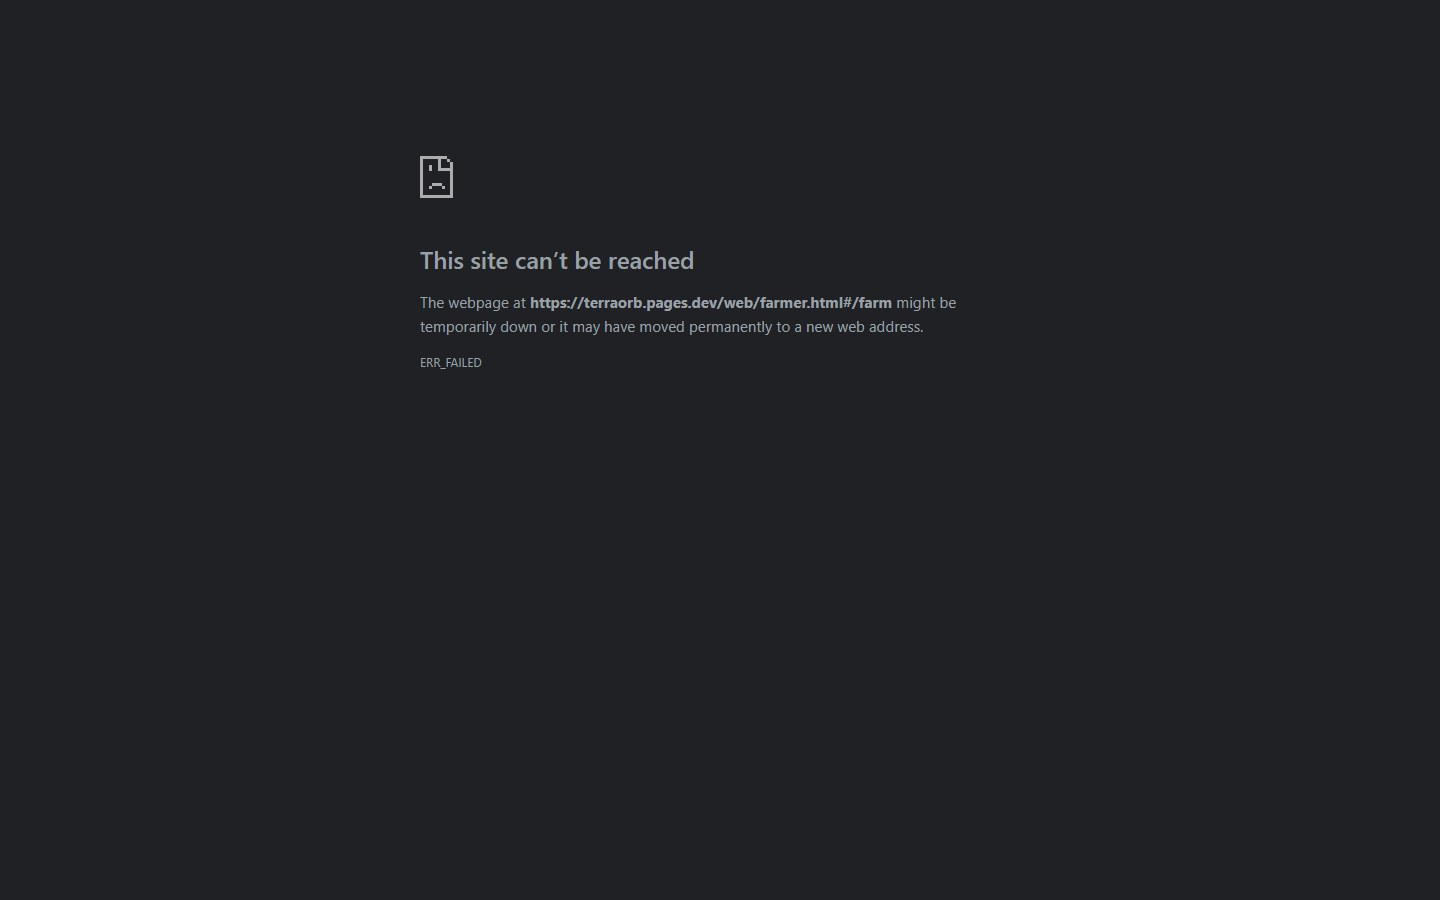 This site can’t be reached
The webpage at https://terraorb.pages.dev/web/farmer.html#/farm might be
temporarily down or it may have moved permanently to a new web address.
ERR_FAILED